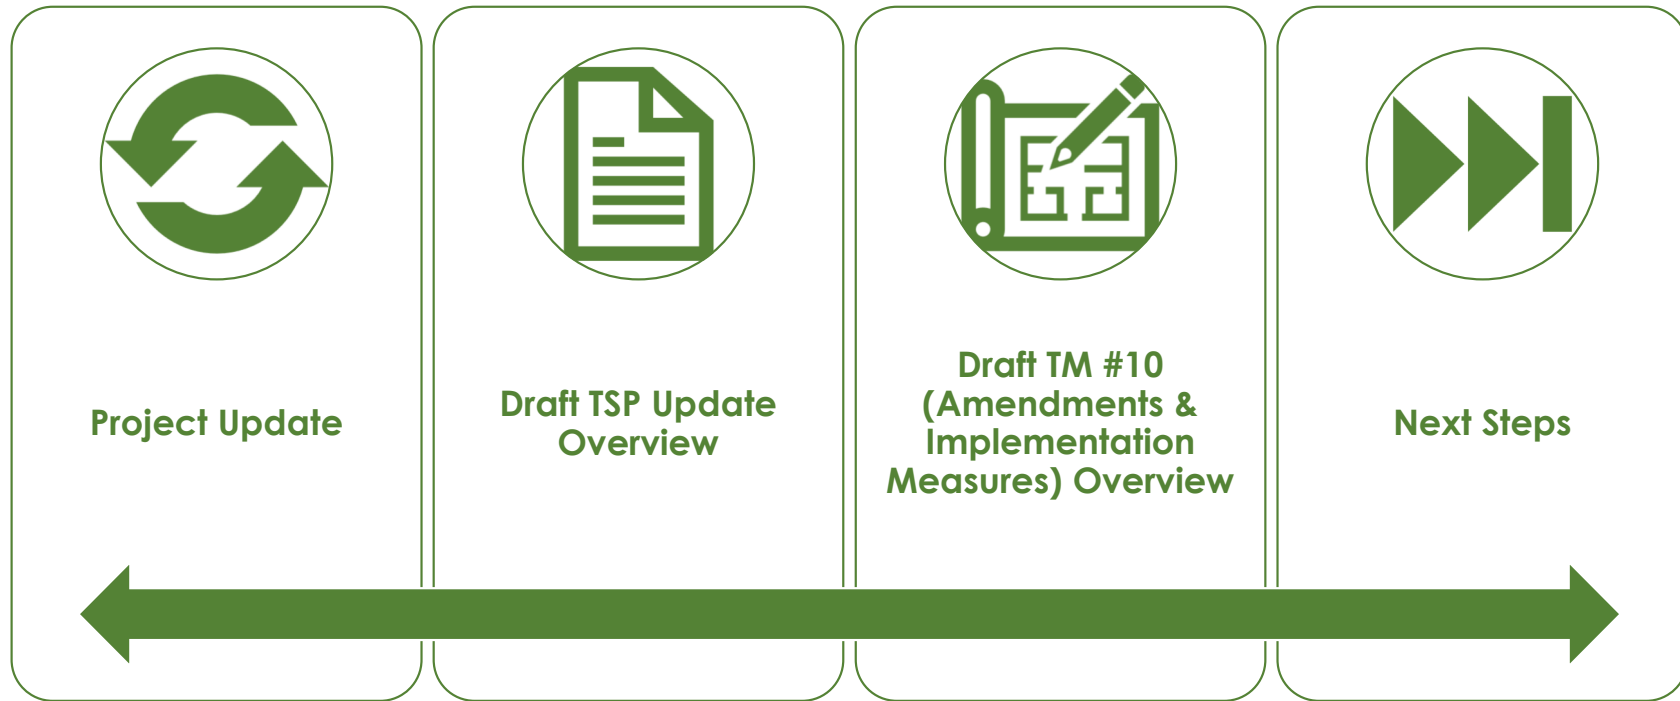 Project Update
Draft TSP Update
Overview
Draft TM #10
(Amendments &
Implementation
Measures) Overview
Next Steps